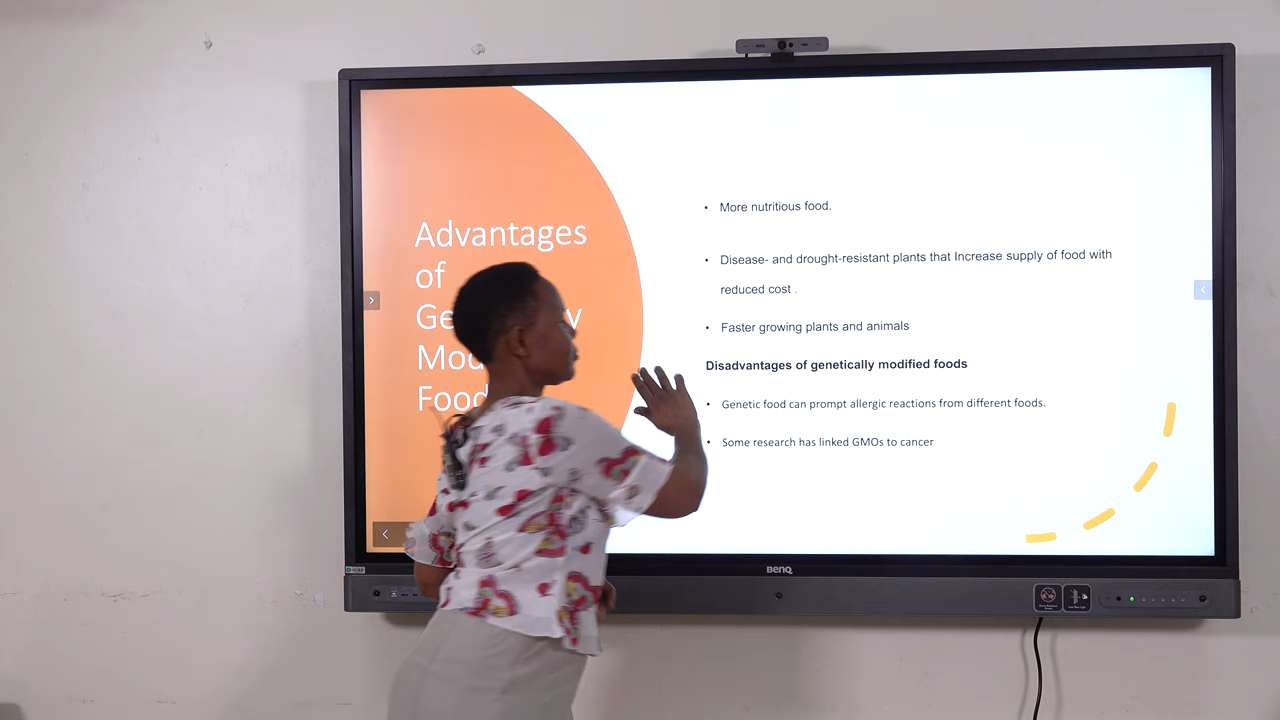 Advantages
of
Mod
Food
• More nutritious food.
• Disease- and drought-resistant plants that Increase supply of food with
reduced cost .
• Faster growing plants and animals
Disadvantages of genetically modified foods
• Genetic food can prompt allergic reactions from different foods.
• Some research has linked GMOs to cancer
BenQ